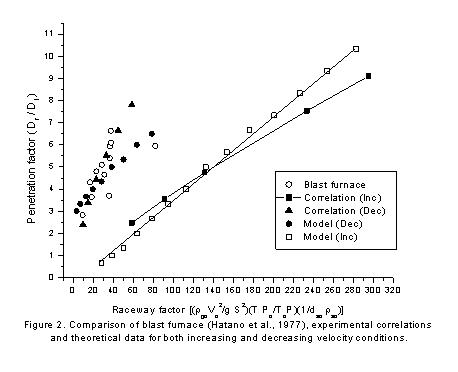 11
10
9
8
7
6
5
4
3
2
1
0
Penetration factor (Dr / DT)
Blast furnace
Correlation (Inc)
Correlation (Dec)
Model (Dec)
Model (Inc)
0 20 40 60 80 100 120 140 160 180 200 220 240 260 280 300 320
Raceway factor
Figure 2. Comparison of blast furnace (Hatano et al., 1977), experimental correlations
and theoretical data for both increasing and decreasing velocity conditions.